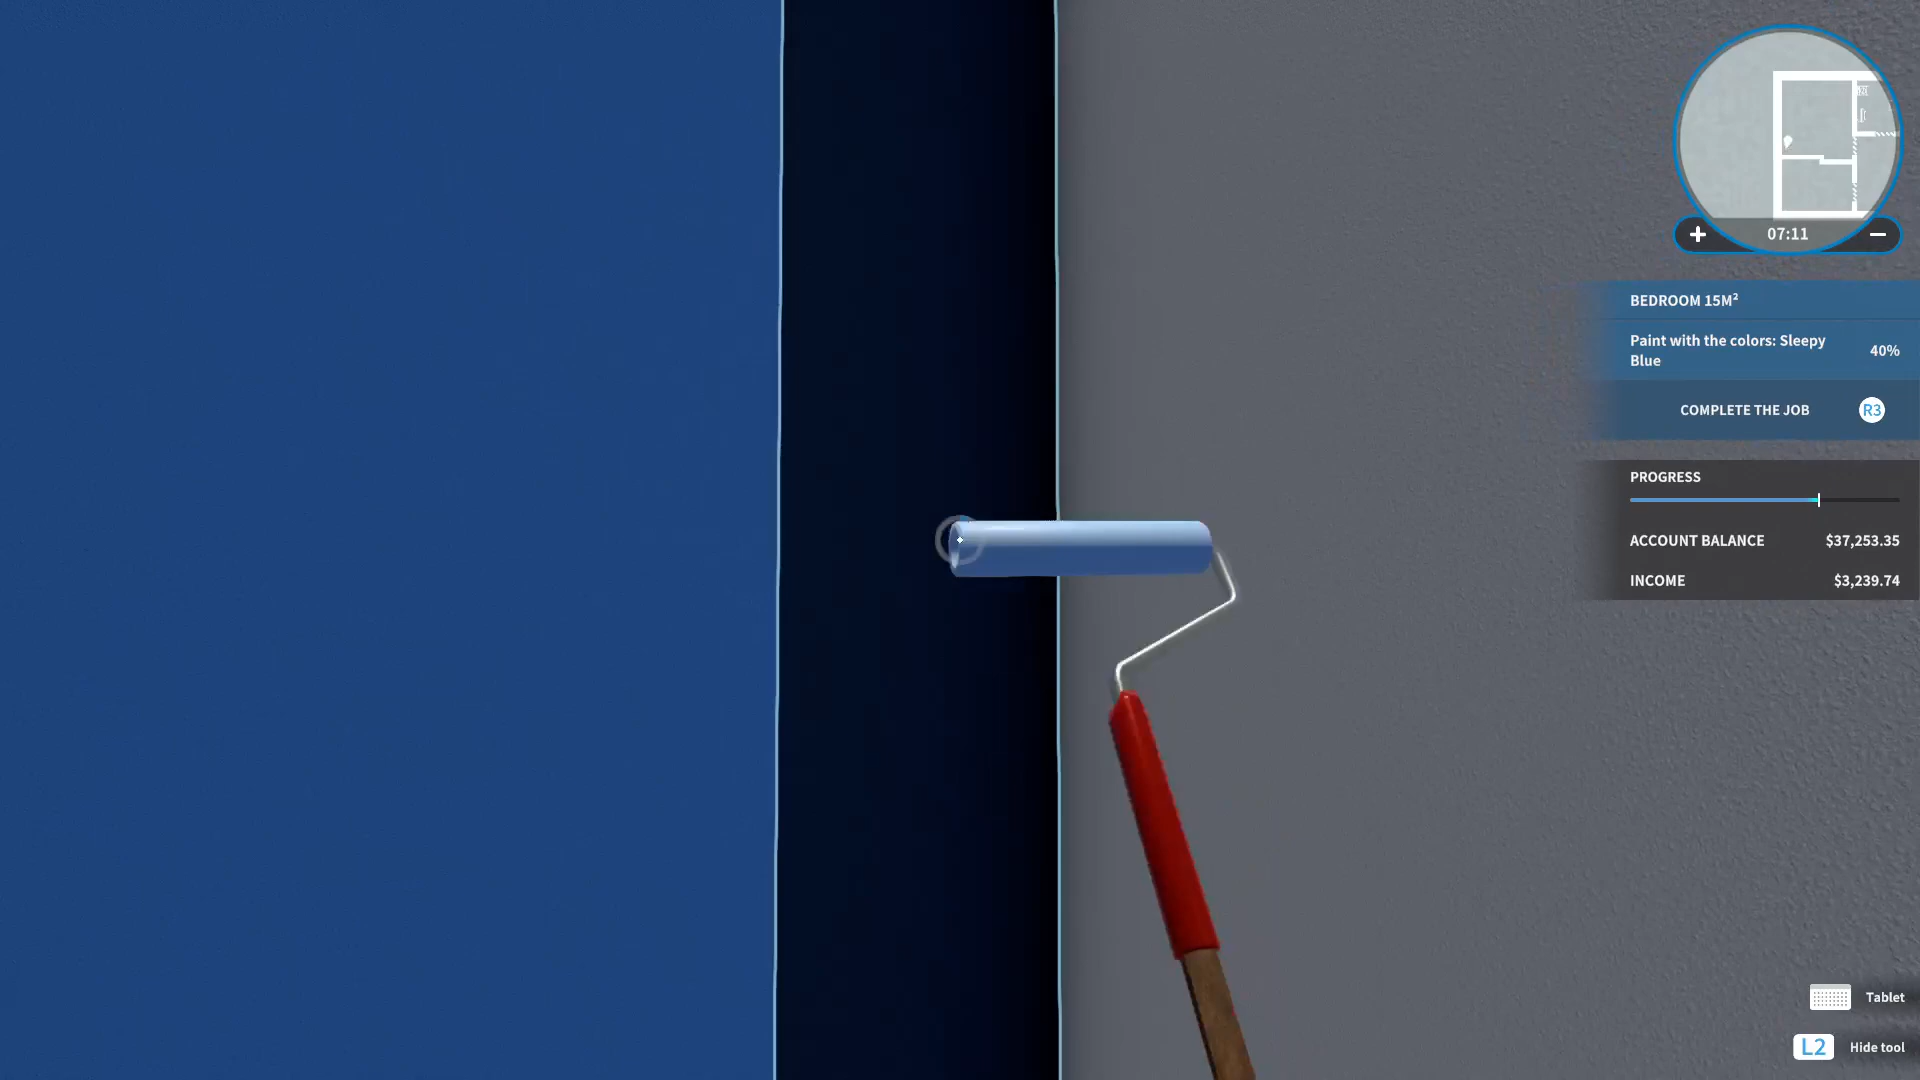 07:11
BEDROOM 15M²
Paint with the colors: Sleepy
Blue
40%
COMPLETE THE JOB
R3
PROGRESS
ACCOUNT BALANCE $37,253.35
INCOME $3,239.74
Tablet
L2 Hide tool